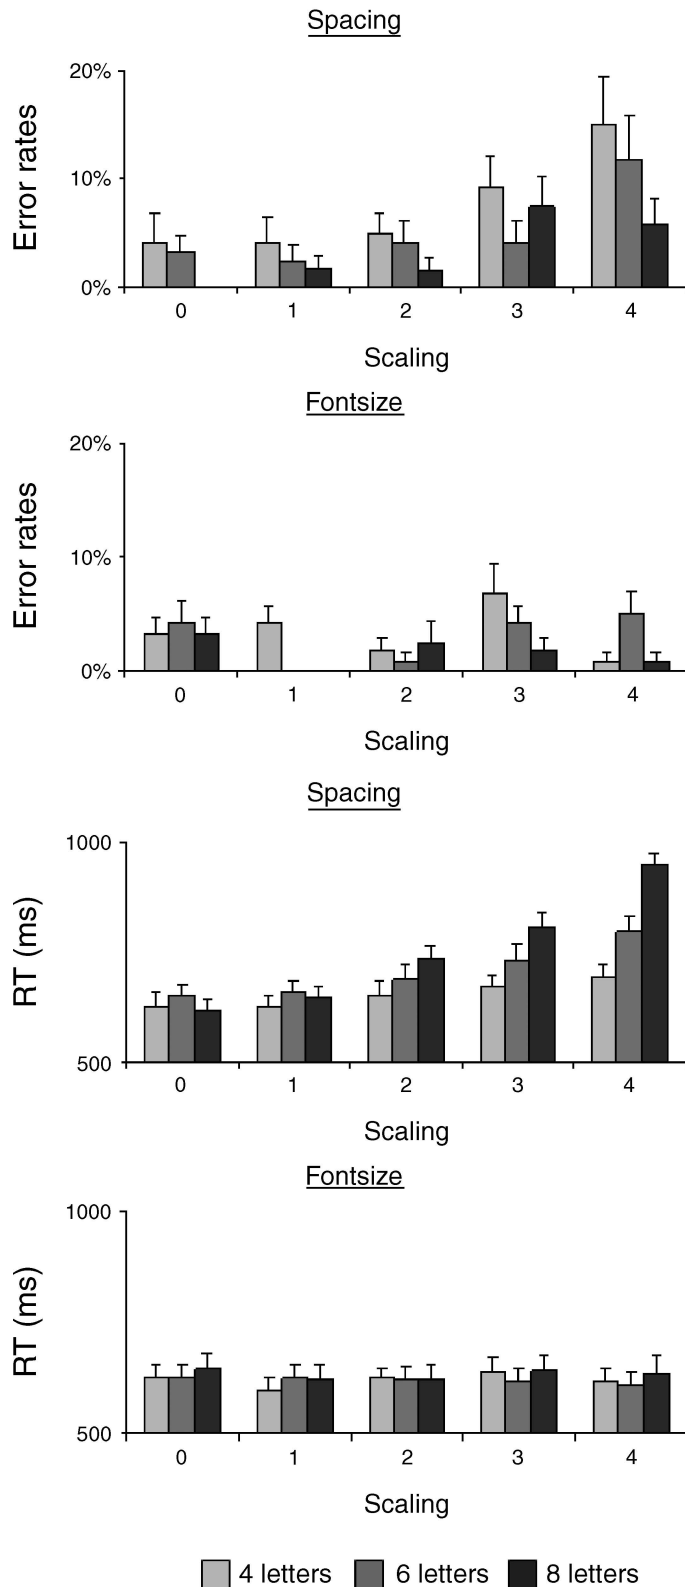 Spacing
Error rates
20%
10%
0%
0 1 2 3 4
Scaling
Fontsize
Error rates
20%
10%
0%
0 1 2 3 4
Scaling
Spacing
RT (ms)
1000
500
0 1 2 3 4
Scaling
Fontsize
RT (ms)
1000
500
0 1 2 3 4
Scaling
4 letters 6 letters 8 letters